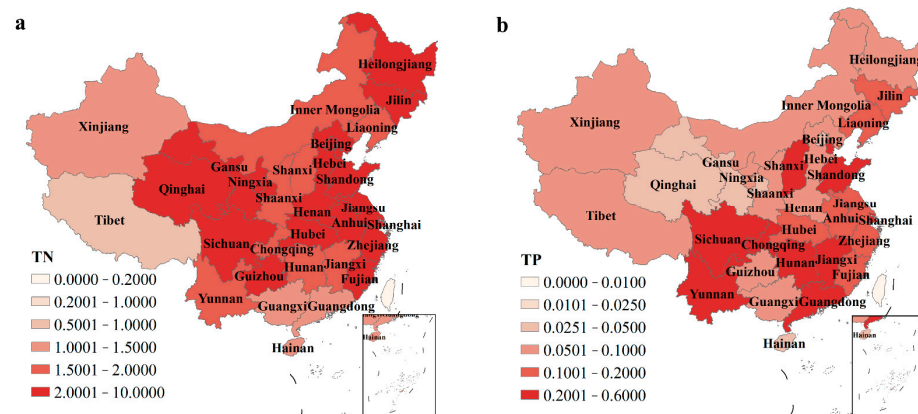 a
Heilongjiang
Jilin
Inner Mongolia
Liaoning
Xinjiang
Beijing
Gansu
Hebei
Shanxi
Qinghai
Ningxia
Shandong
Shaanxi
Henan
Jiangsu
Tibet
Anhui
Shanghai
Sichuan
Hubei
Chongqing
Zhejiang
Hunan
Jiangxi
Guizhou
Fujian
Yunnan
Guangxi
Guangdong
Hainan
Hainan
TN
0.0000 – 0.2000
0.2001 – 1.0000
0.5001 – 1.0000
1.0001 – 1.5000
1.5001 – 2.0000
2.0001 – 10.0000
b
Heilongjiang
Jilin
Inner Mongolia
Liaoning
Xinjiang
Beijing
Gansu
Shanxi
Hebei
Qinghai
Ningxia
Shandong
Shaanxi
Henan
Jiangsu
Tibet
Anhui
Shanghai
Sichuan
Hubei
Chongqing
Zhejiang
Hunan
Jiangxi
Guizhou
Fujian
Yunnan
Guangxi
Guangdong
Hainan
Hainan
TP
0.0000 – 0.0100
0.0101 – 0.0250
0.0251 – 0.0500
0.0501 – 0.1000
0.1001 – 0.2000
0.2001 – 0.6000